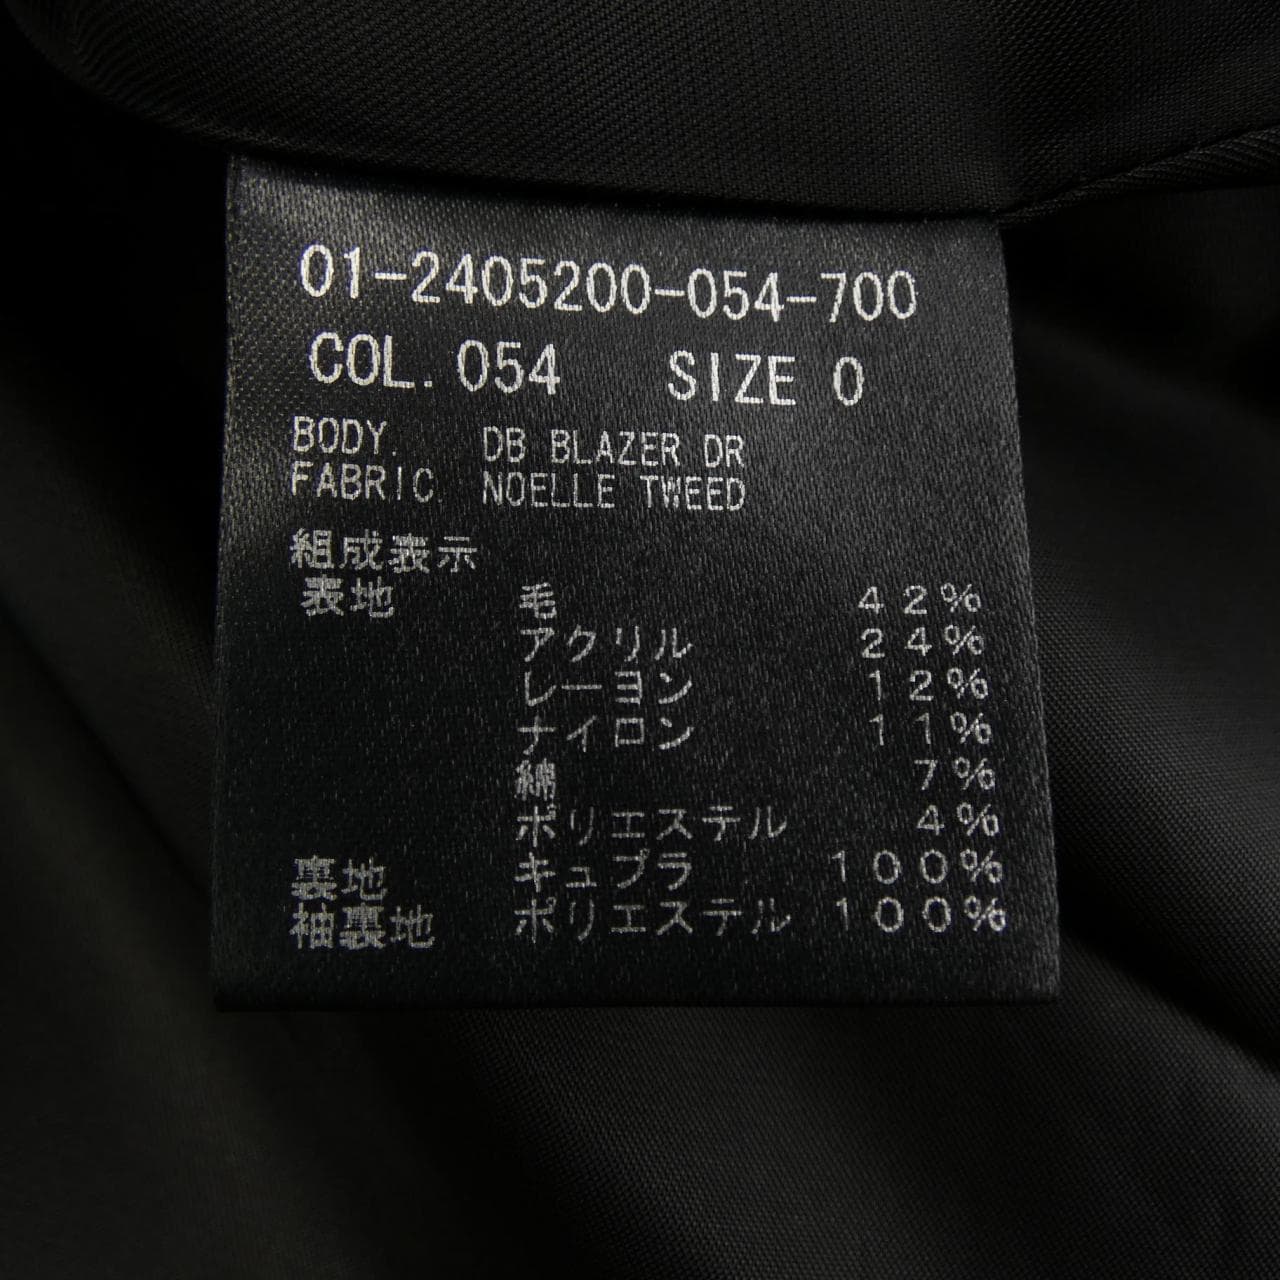 01-2405200-054-700
COL. 054 SIZE 0
BODY. DB BLAZER DR
FABRIC. NOELLE TWEED
組成表示
表地 毛 42%
アクリル 24%
レーヨン 12%
ナイロン 11%
綿 7%
ポリエステル 4%
裏地 キュプラ 100%
袖裏地 ポリエステル 100%